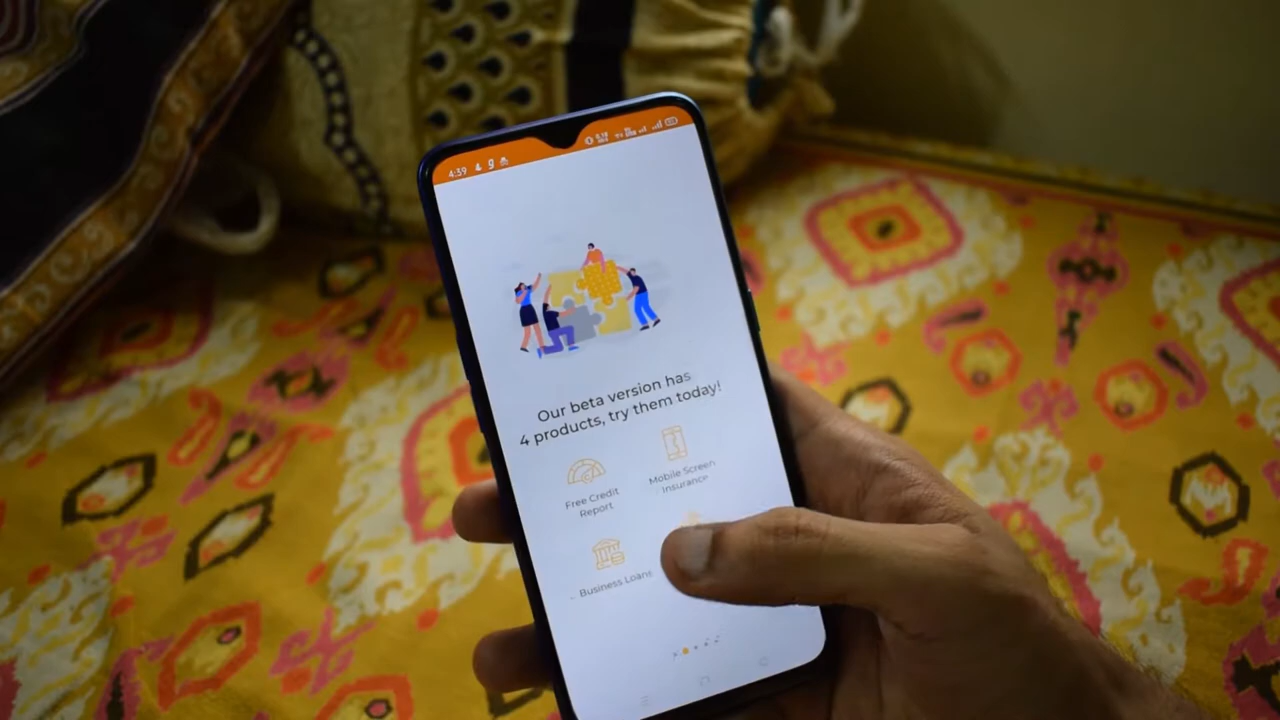 4:39
Our beta version has
4 products, try them today!
Free Credit
Report
Mobile Screen
Insurance
Business Loans